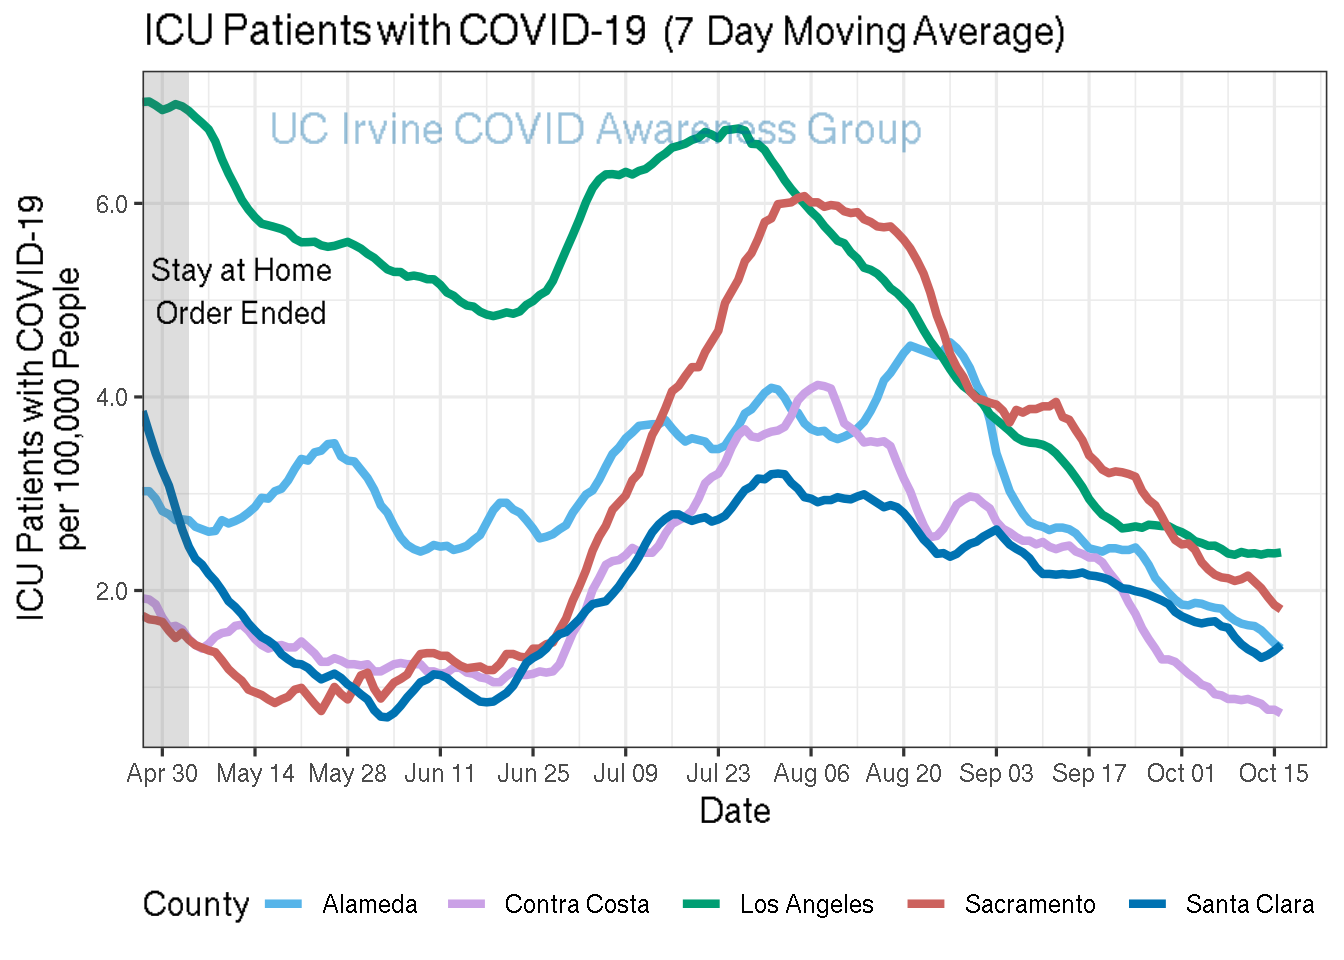 ICU Patients with COVID-19 (7 Day Moving Average)
UC Irvine COVID Awareness Group
ICU Patients with COVID-19
per 100,000 People
6.0
4.0
2.0
Stay at Home
Order Ended
Apr 30 May 14 May 28 Jun 11 Jun 25 Jul 09 Jul 23 Aug 06 Aug 20 Sep 03 Sep 17 Oct 01 Oct 15
Date
County Alameda Contra Costa Los Angeles Sacramento Santa Clara